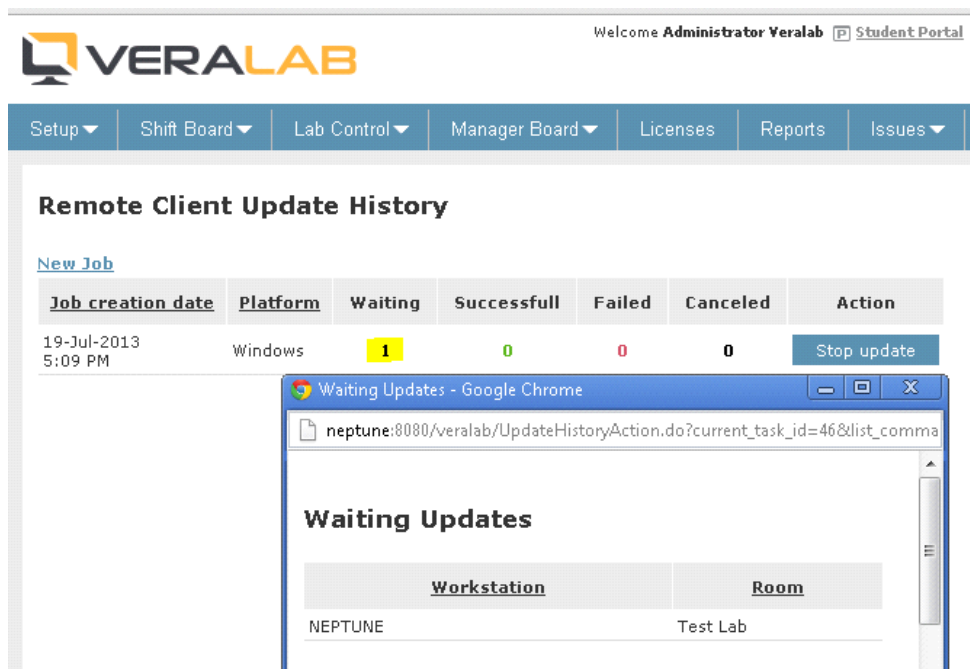 Welcome Administrator Veralab P Student Portal
VERALAB
Setup Shift Board Lab Control Manager Board Licenses Reports Issues
Remote Client Update History
New Job
Job creation date Platform Waiting Successfull Failed Canceled Action
19-Jul-2013
5:09 PM Windows 1 0 0 0 Stop update
Waiting Updates - Google Chrome
neptune:8080/veralab/UpdateHistoryAction.do?current_task_id=46&list_comma
Waiting Updates
Workstation Room
NEPTUNE Test Lab